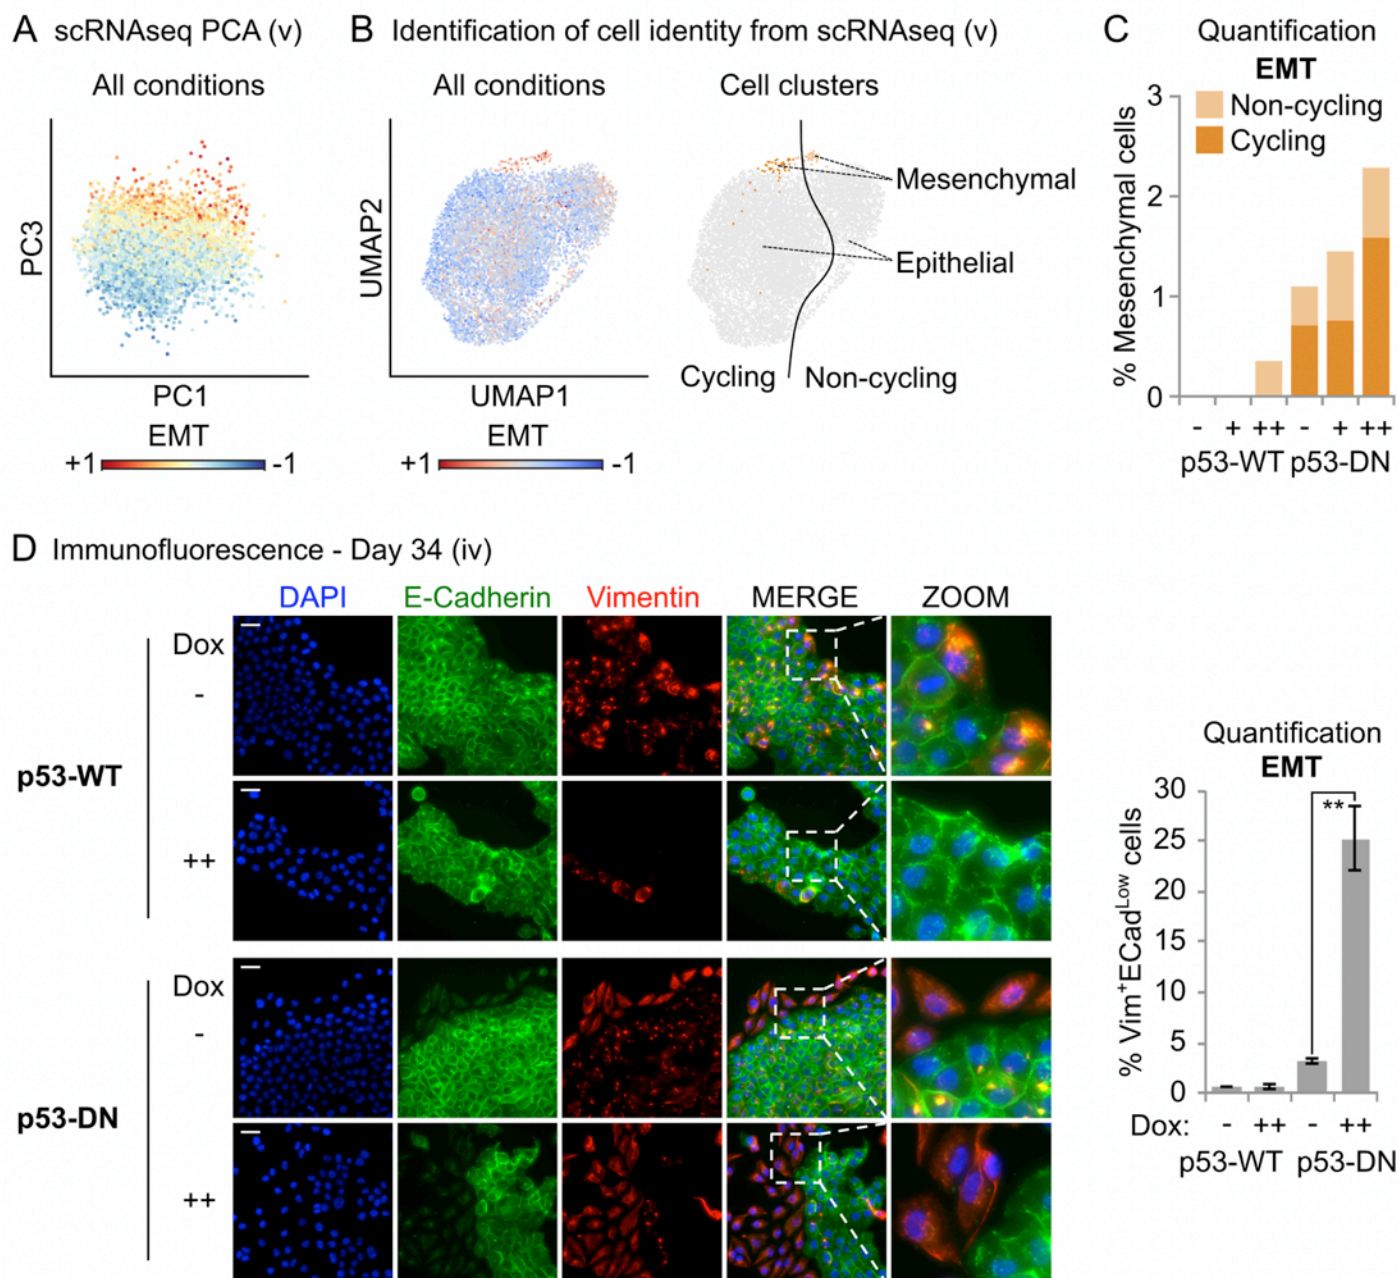 A scRNAseq PCA (v)
All conditions
PC3
PC1
EMT
+1 -1
B Identification of cell identity from scRNAseq (v)
All conditions
Cell clusters
UMAP2
UMAP1
EMT
+1 -1
Mesenchymal
Epithelial
Cycling Non-cycling
C Quantification
EMT
Non-cycling
Cycling
% Mesenchymal cells
3
2
1
0
- + ++ - + ++
p53-WT p53-DN
D Immunofluorescence - Day 34 (iv)
DAPI E-Cadherin Vimentin MERGE ZOOM
Dox
-
p53-WT
++
Dox
-
p53-DN
++
Quantification
EMT
% Vim⁺ECadᴸᵒʷ cells
30
25
20
15
10
5
0
**
Dox: - ++ - ++
p53-WT p53-DN